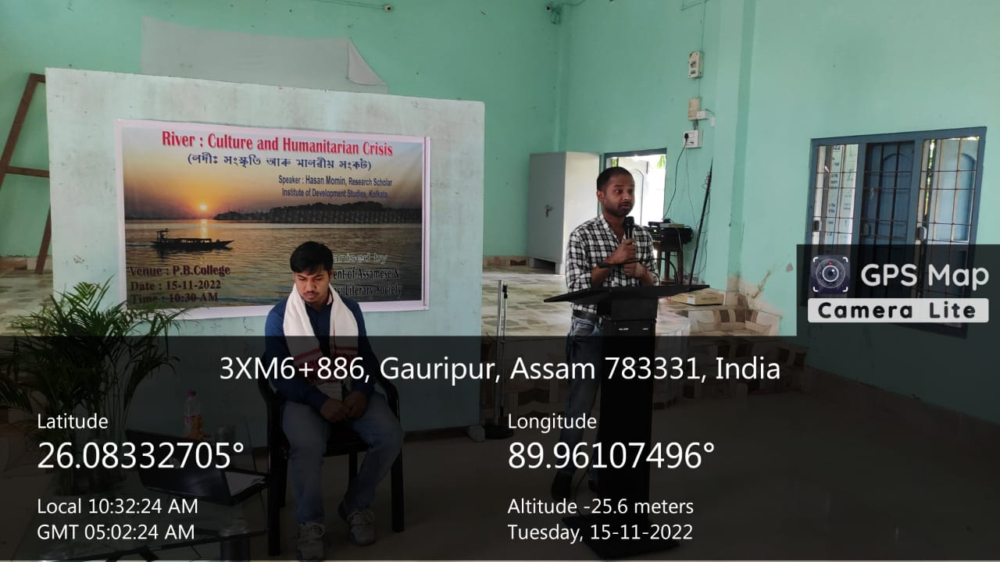 River : Culture and Humanitarian Crisis
(নদীঃ সংস্কৃতি আৰু মানৱীয় সংকট)
Speaker : Hasan Momin, Research Scholar
Institute of Development Studies, Kolkata
anised by
ent of Assamese &
Literary Society
Venue : P.B.College
Date : 15-11-2022
Time : 10:30 AM
GPS Map
Camera Lite
3XM6+886, Gauripur, Assam 783331, India
Latitude
26.08332705°
Longitude
89.96107496°
Local 10:32:24 AM
GMT 05:02:24 AM
Altitude -25.6 meters
Tuesday, 15-11-2022